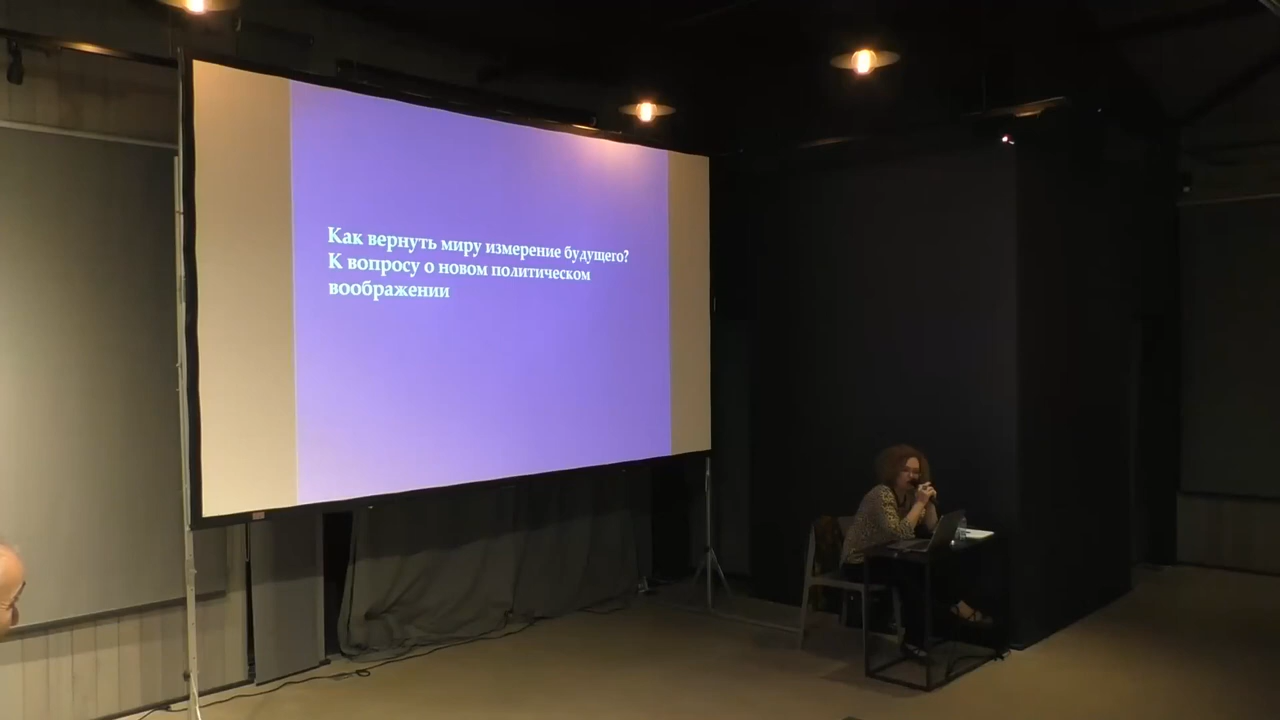 Как вернуть миру измерение будущего?
К вопросу о новом политическом
воображении